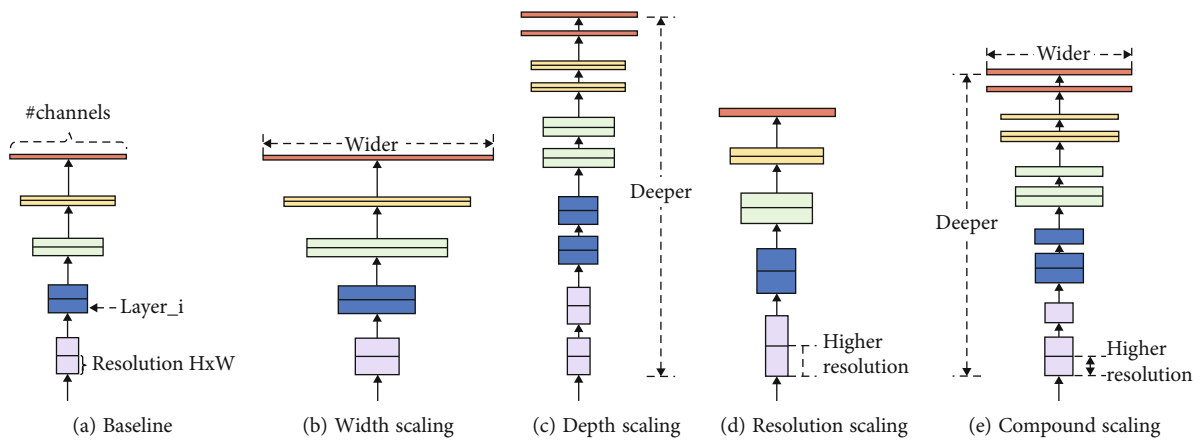 #channels
Layer_i
Resolution HxW
(a) Baseline
Wider
(b) Width scaling
Deeper
(c) Depth scaling
Higher
resolution
(d) Resolution scaling
Wider
Deeper
Higher
resolution
(e) Compound scaling